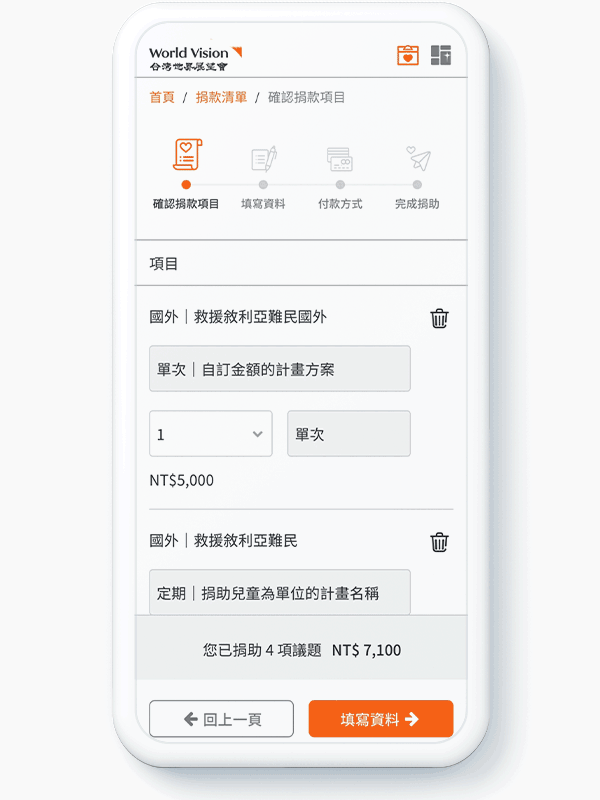 World Vision
台灣世界展望會
首頁 / 捐款清單 / 確認捐款項目
確認捐款項目 填寫資料 付款方式 完成捐助
項目
國外｜救援敘利亞難民國外
單次｜自訂金額的計畫方案
1 單次
NT$5,000
國外｜救援敘利亞難民
定期｜捐助兒童為單位的計畫名稱
您已捐助 4 項議題 NT$ 7,100
回上一頁 填寫資料